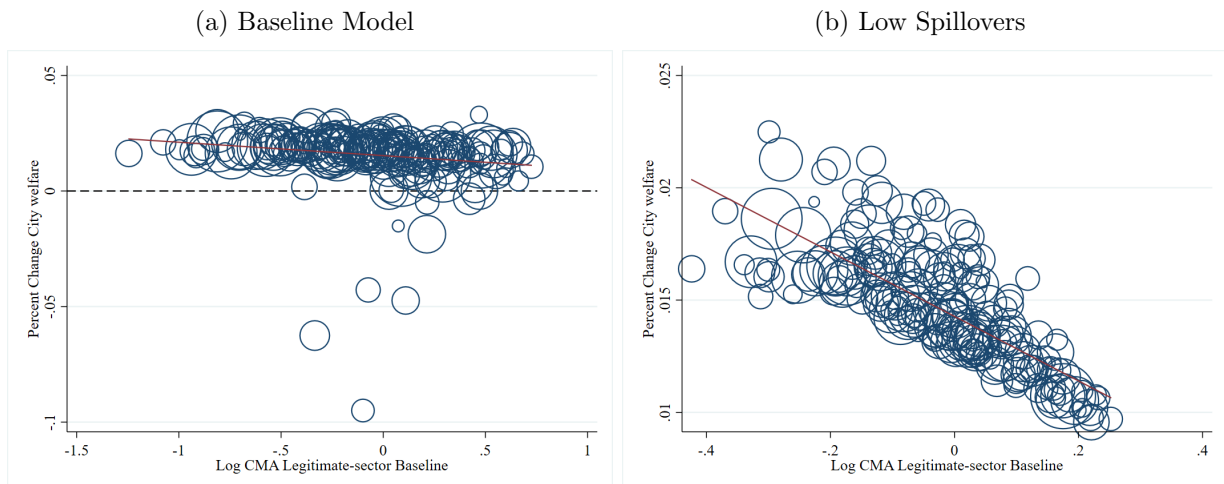 (a) Baseline Model
(b) Low Spillovers
Percent Change City welfare
.05
0
-.05
-.1
-1.5 -1 -.5 0 .5 1
Log CMA Legitimate-sector Baseline
Percent Change City welfare
.025
.02
.015
.01
-.4 -.2 0 .2 .4
Log CMA Legitimate-sector Baseline